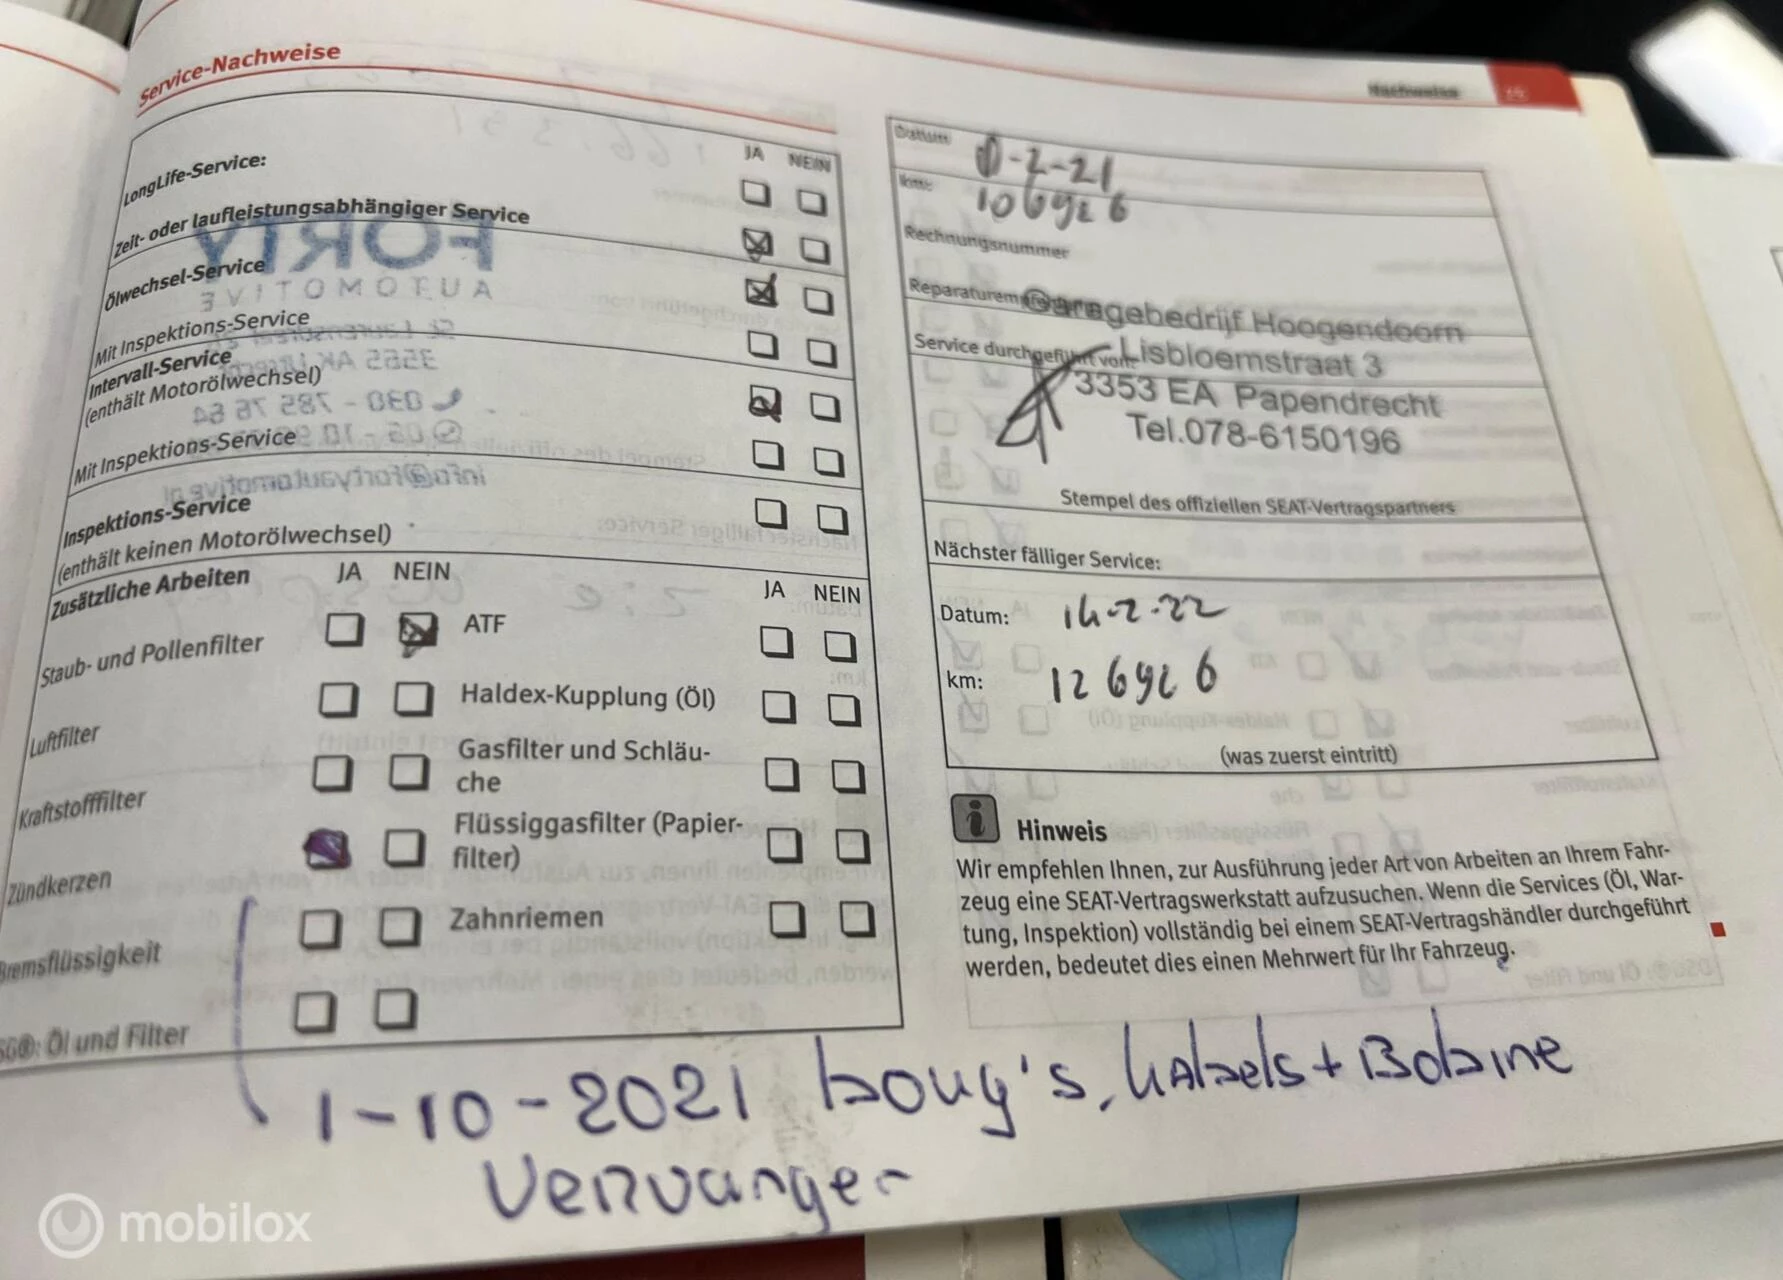 Service-Nachweise
Nachweise
JA NEIN
LongLife-Service:
Zeit- oder laufleistungsabhängiger Service
Ölwechsel-Service
Mit Inspektions-Service
Intervall-Service
(enthält Motorölwechsel)
Mit Inspektions-Service
Inspektions-Service
(enthält keinen Motorölwechsel)
Zusätzliche Arbeiten JA NEIN JA NEIN
Staub- und Pollenfilter
ATF
Luftfilter
Haldex-Kupplung (Öl)
Kraftstofffilter
Gasfilter und Schläu-
che
Zündkerzen
Flüssiggasfilter (Papier-
filter)
Bremsflüssigkeit
Zahnriemen
Öl und Filter
Datum
-2-21
km:
Rechnungsnummer
Garagebedrijf Hoogendoorn
Service durchgeführt von:
Lisbloemstraat 3
3353 EA Papendrecht
Tel.078-6150196
Stempel des offiziellen SEAT-Vertragspartners
Nächster fälliger Service:
Datum: 14-2-22
km:
(was zuerst eintritt)
Hinweis
Wir empfehlen Ihnen, zur Ausführung jeder Art von Arbeiten an Ihrem Fahr-
zeug eine SEAT-Vertragswerkstatt aufzusuchen. Wenn die Services (Öl, War-
tung, Inspektion) vollständig bei einem SEAT-Vertragshändler durchgeführt
werden, bedeutet dies einen Mehrwert für Ihr Fahrzeug.
1-10-2021 boug's, kabels + Bobine
Vervangen
mobilox